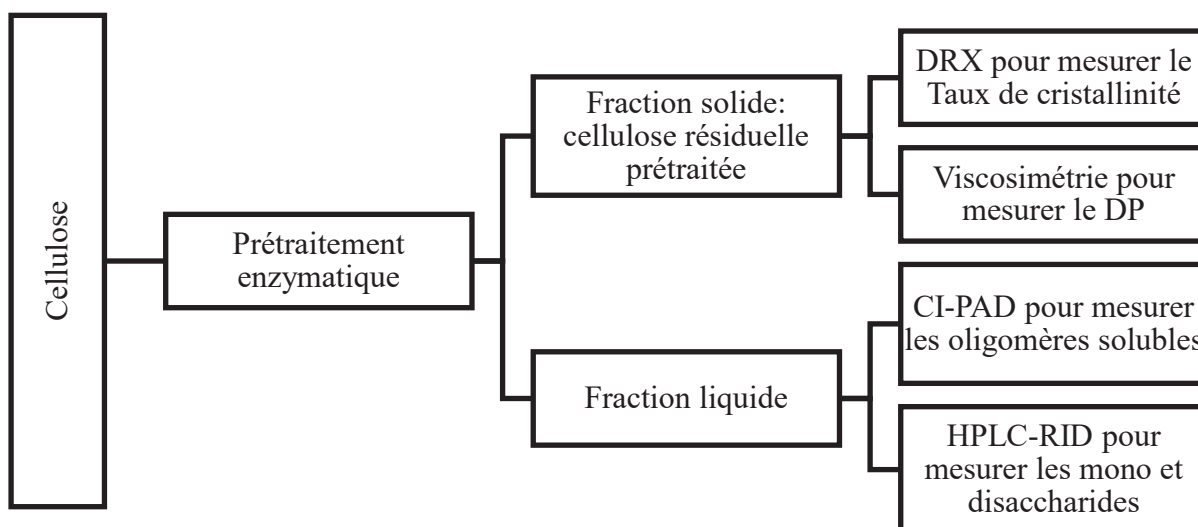 Cellulose
Prétraitement
enzymatique
Fraction solide:
cellulose résiduelle
prétraitée
Fraction liquide
DRX pour mesurer le
Taux de cristallinité
Viscosimétrie pour
mesurer le DP
CI-PAD pour mesurer
les oligomères solubles
HPLC-RID pour
mesurer les mono et
disaccharides